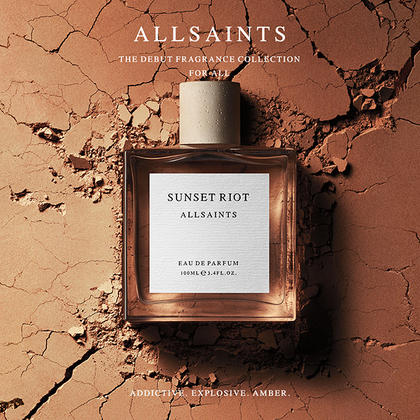 ALLSAINTS
THE DEBUT FRAGRANCE COLLECTION
FOR ALL
SUNSET RIOT
ALLSAINTS
EAU DE PARFUM
100ML℮3.4FL.OZ.
ADDICTIVE. EXPLOSIVE. AMBER.